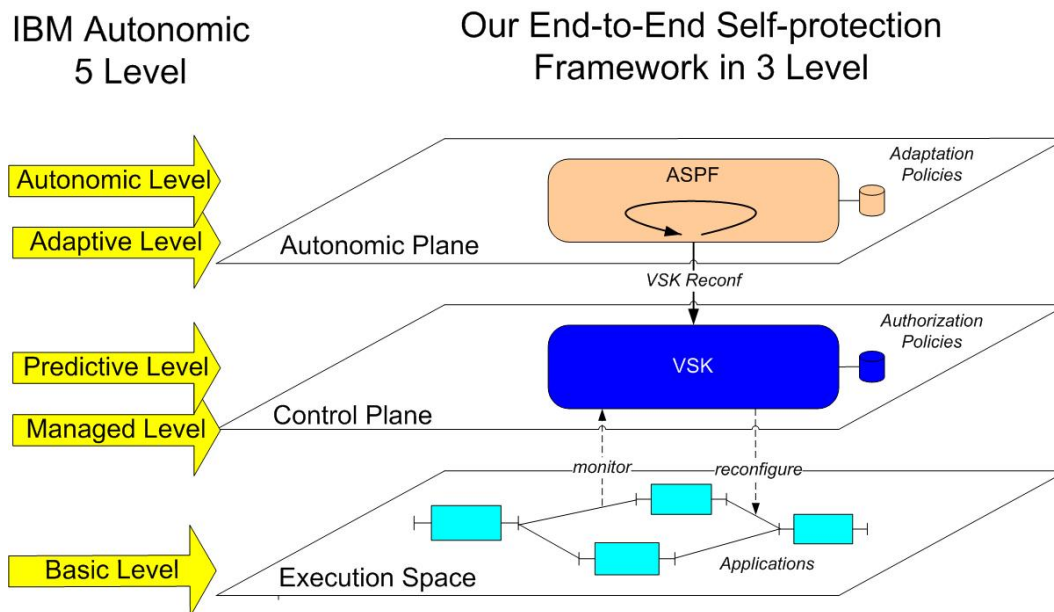 IBM Autonomic
5 Level
Our End-to-End Self-protection
Framework in 3 Level
Autonomic Level
Adaptive Level
Autonomic Plane
ASPF
Adaptation
Policies
VSK Reconf
Predictive Level
Managed Level
Control Plane
VSK
Authorization
Policies
monitor
reconfigure
Basic Level
Execution Space
Applications